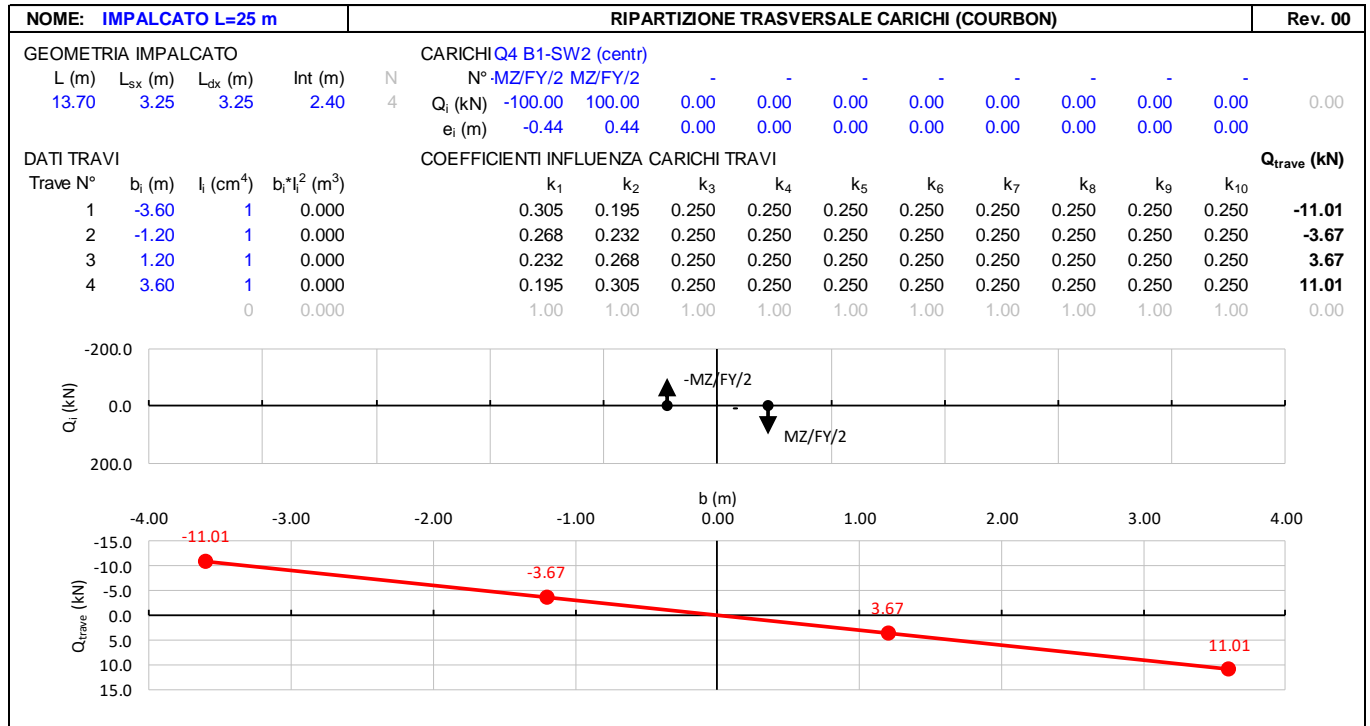 NOME: IMPALCATO L=25 m RIPARTIZIONE TRASVERSALE CARICHI (COURBON) Rev. 00
GEOMETRIA IMPALCATO CARICHI Q4 B1-SW2 (centr)
L (m) Lsx (m) Ldx (m) Int (m) N N° -MZ/FY/2 MZ/FY/2 - - - - - - - -
13.70 3.25 3.25 2.40 4 Qi (kN) -100.00 100.00 0.00 0.00 0.00 0.00 0.00 0.00 0.00 0.00 0.00
ei (m) -0.44 0.44 0.00 0.00 0.00 0.00 0.00 0.00 0.00 0.00
DATI TRAVI COEFFICIENTI INFLUENZA CARICHI TRAVI Qtrave (kN)
Trave N° bi (m) Ii (cm⁴) bi*Ii² (m³) k1 k2 k3 k4 k5 k6 k7 k8 k9 k10
1 -3.60 1 0.000 0.305 0.195 0.250 0.250 0.250 0.250 0.250 0.250 0.250 0.250 -11.01
2 -1.20 1 0.000 0.268 0.232 0.250 0.250 0.250 0.250 0.250 0.250 0.250 0.250 -3.67
3 1.20 1 0.000 0.232 0.268 0.250 0.250 0.250 0.250 0.250 0.250 0.250 0.250 3.67
4 3.60 1 0.000 0.195 0.305 0.250 0.250 0.250 0.250 0.250 0.250 0.250 0.250 11.01
0 0.000 1.00 1.00 1.00 1.00 1.00 1.00 1.00 1.00 1.00 1.00 0.00
-200.0
-MZ/FY/2
Qi (kN)
0.0
-
MZ/FY/2
200.0
b (m)
-4.00 -3.00 -2.00 -1.00 0.00 1.00 2.00 3.00 4.00
-11.01
-15.0
-10.0
-3.67
-5.0
Qtrave (kN)
0.0
3.67
5.0
11.01
10.0
15.0